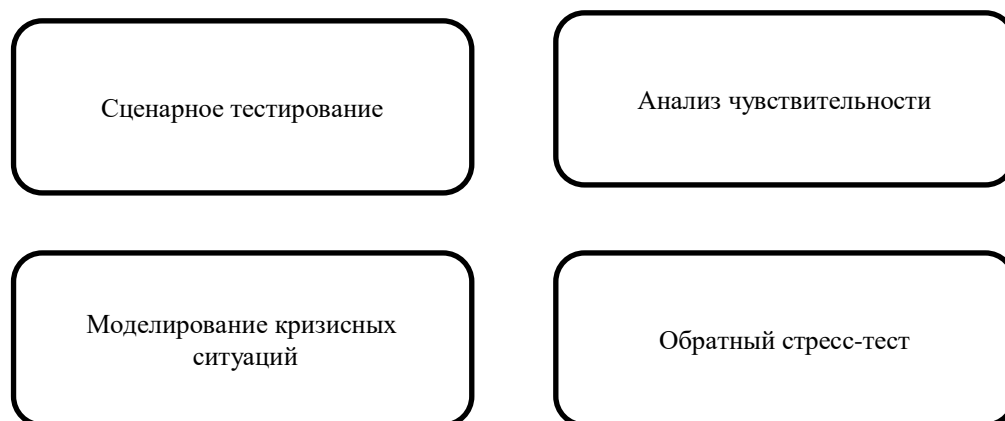 Сценарное тестирование
Анализ чувствительности
Моделирование кризисных
ситуаций
Обратный стресс-тест